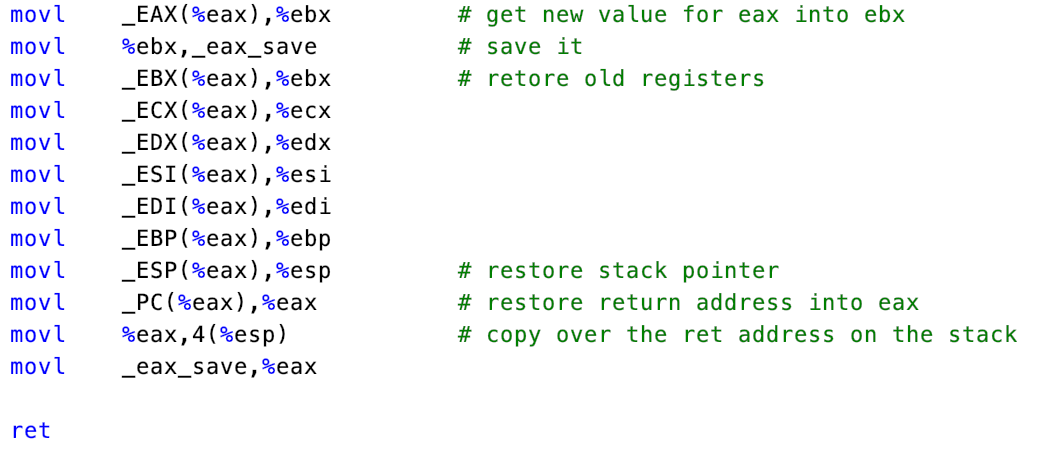 movl    _EAX(%eax),%ebx         # get new value for eax into ebx
movl    %ebx,_eax_save          # save it
movl    _EBX(%eax),%ebx         # retore old registers
movl    _ECX(%eax),%ecx
movl    _EDX(%eax),%edx
movl    _ESI(%eax),%esi
movl    _EDI(%eax),%edi
movl    _EBP(%eax),%ebp
movl    _ESP(%eax),%esp         # restore stack pointer
movl    _PC(%eax),%eax          # restore return address into eax
movl    %eax,4(%esp)            # copy over the ret address on the stack
movl    _eax_save,%eax

ret